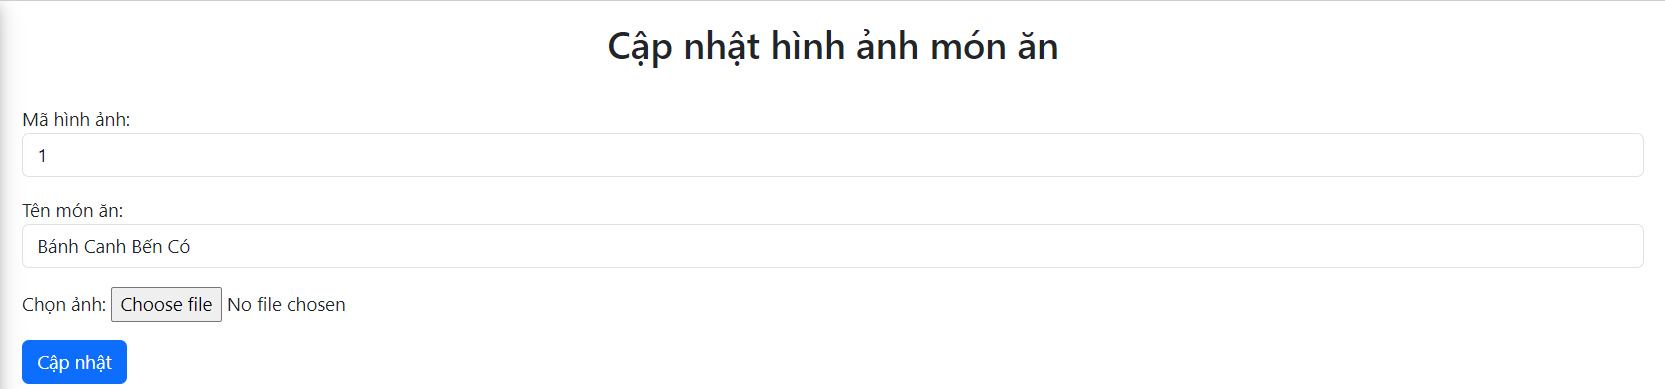 Cập nhật hình ảnh món ăn
Mã hình ảnh:
1
Tên món ăn:
Bánh Canh Bến Có
Chọn ảnh: Choose file No file chosen
Cập nhật